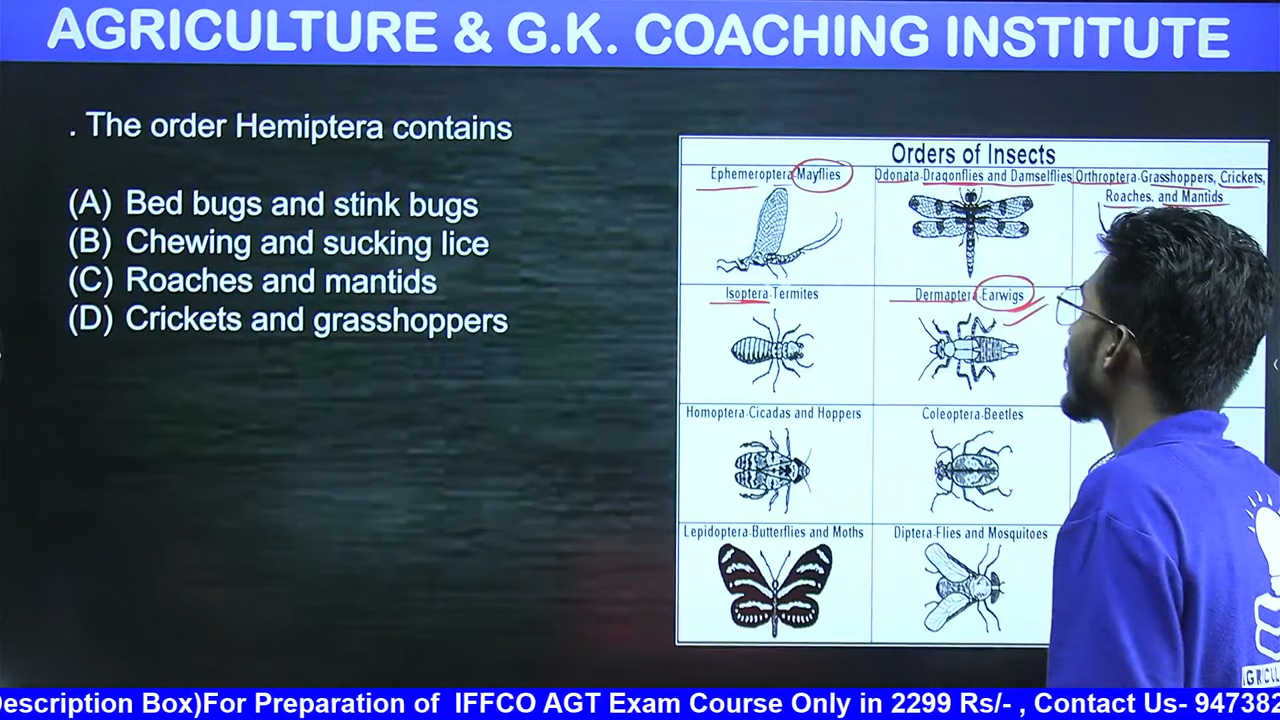 AGRICULTURE & G.K. COACHING INSTITUTE
. The order Hemiptera contains
(A) Bed bugs and stink bugs
(B) Chewing and sucking lice
(C) Roaches and mantids
(D) Crickets and grasshoppers
Orders of Insects
Ephemeroptera-Mayflies
Odonata-Dragonflies and Damselflies
Orthroptera-Grasshoppers, Crickets,
Roaches. and Mantids
Isoptera-Termites
Dermaptera-Earwigs
Homoptera-Cicadas and Hoppers
Coleoptera-Beetles
Lepidoptera-Butterflies and Moths
Diptera-Flies and Mosquitoes
Description Box)For Preparation of IFFCO AGT Exam Course Only in 2299 Rs/- , Contact Us- 947382